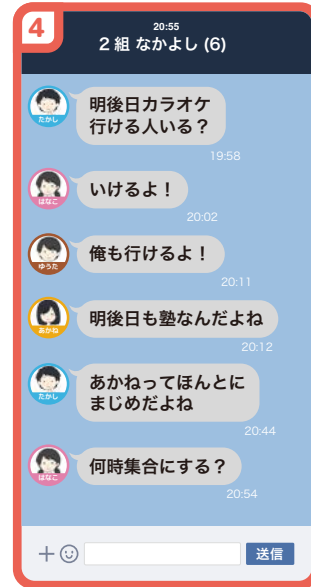 4
20:55
2組 なかよし (6)
明後日カラオケ
行ける人いる？
たかし
19:58
いけるよ！
はなこ
20:02
俺も行けるよ！
ゆうた
20:11
明後日も塾なんだよね
あかね
20:12
あかねってほんとに
まじめだよね
たかし
20:44
何時集合にする？
はなこ
20:54
送信